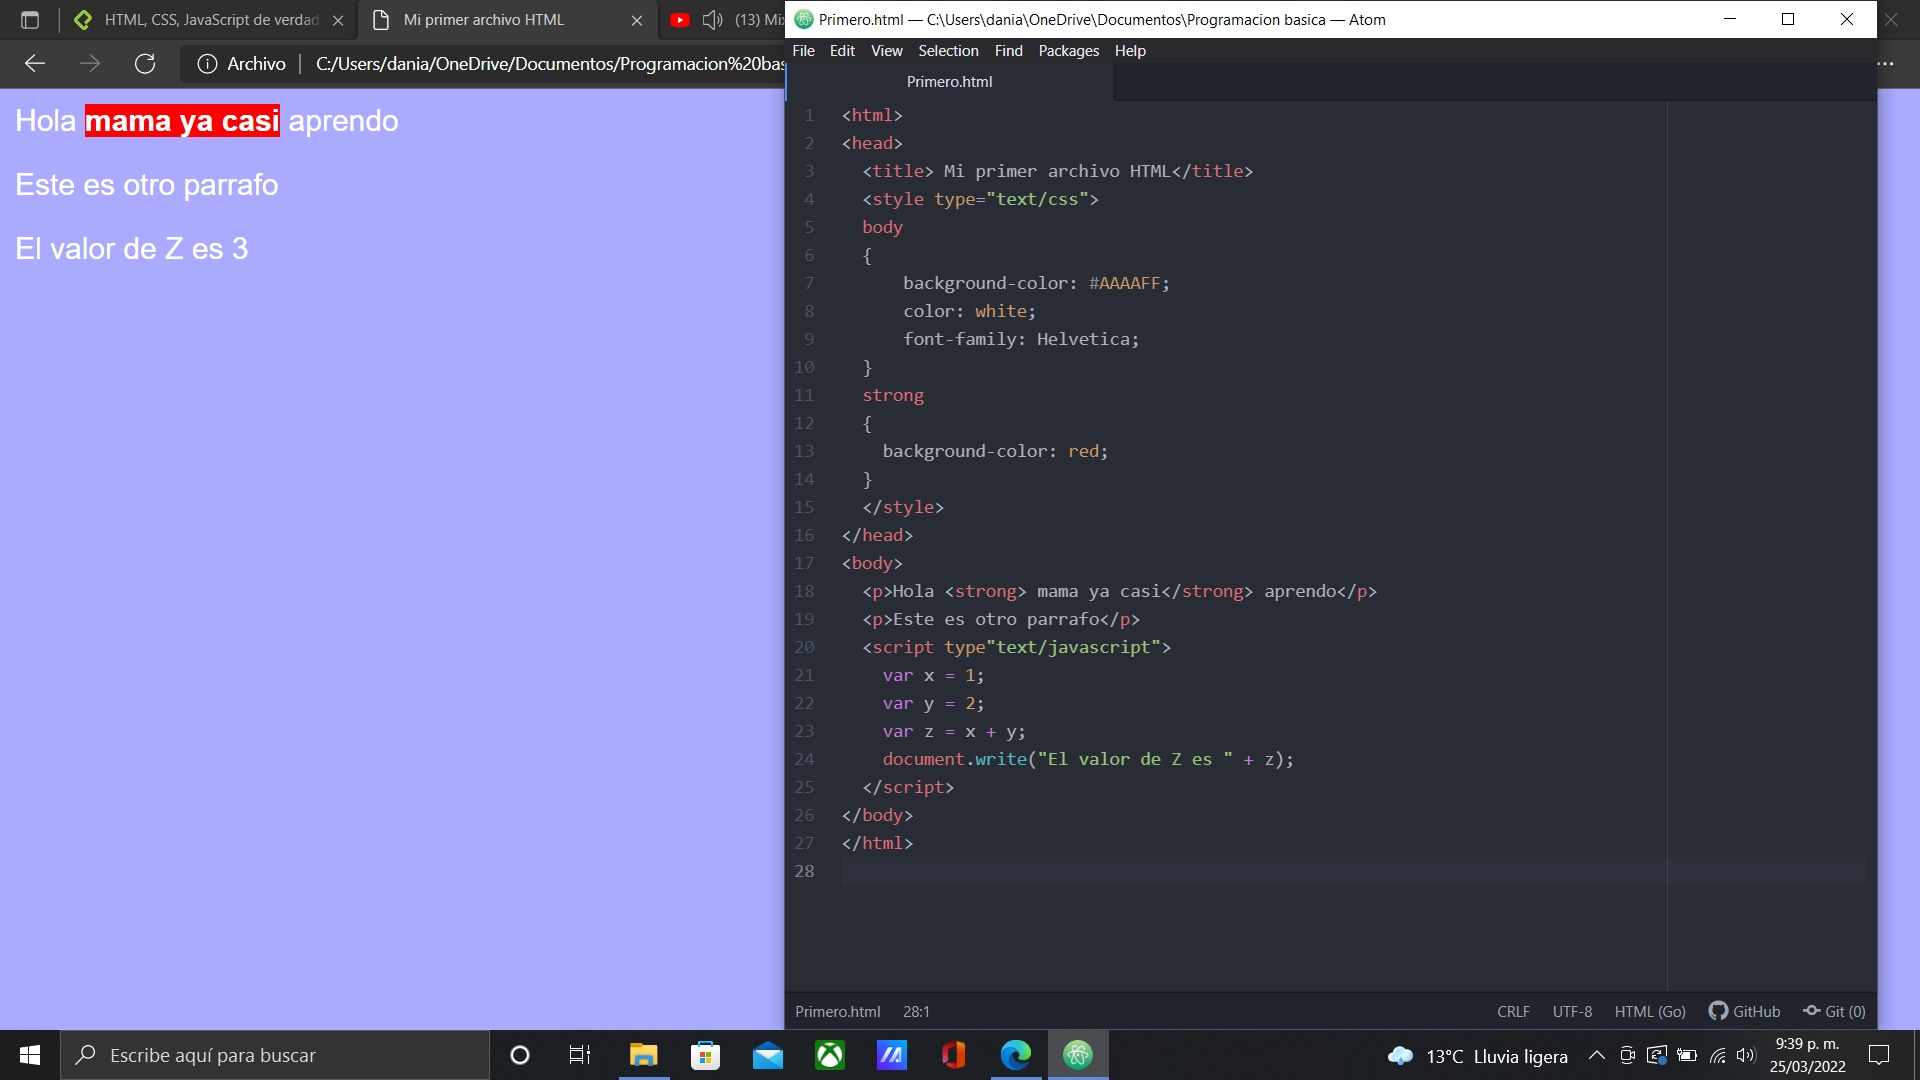 HTML, CSS, JavaScript de verdad
Mi primer archivo HTML
(13) Mix
Archivo
C:/Users/dania/OneDrive/Documentos/Programacion%20bas
Hola mama ya casi aprendo
Este es otro parrafo
El valor de Z es 3
Primero.html — C:\Users\dania\OneDrive\Documentos\Programacion basica — Atom
File Edit View Selection Find Packages Help
Primero.html
1 <html>
2 <head>
3 <title> Mi primer archivo HTML</title>
4 <style type="text/css">
5 body
6 {
7 background-color: #AAAAFF;
8 color: white;
9 font-family: Helvetica;
10 }
11 strong
12 {
13 background-color: red;
14 }
15 </style>
16 </head>
17 <body>
18 <p>Hola <strong> mama ya casi</strong> aprendo</p>
19 <p>Este es otro parrafo</p>
20 <script type"text/javascript">
21 var x = 1;
22 var y = 2;
23 var z = x + y;
24 document.write("El valor de Z es " + z);
25 </script>
26 </body>
27 </html>
28
Primero.html 28:1 CRLF UTF-8 HTML (Go) GitHub Git (0)
Escribe aquí para buscar
13°C Lluvia ligera
9:39 p. m.
25/03/2022